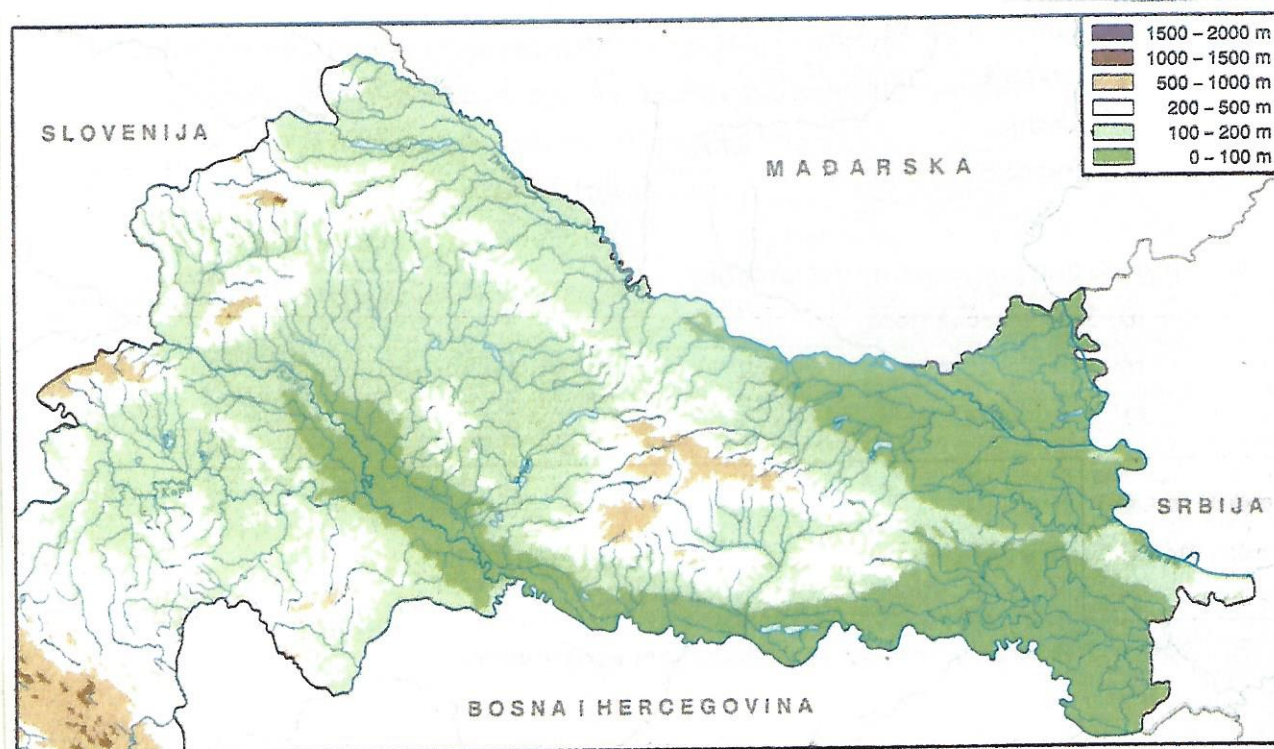 1500 – 2000 m
1000 – 1500 m
500 – 1000 m
200 – 500 m
100 – 200 m
0 – 100 m
SLOVENIJA
MAĐARSKA
SRBIJA
BOSNA I HERCEGOVINA